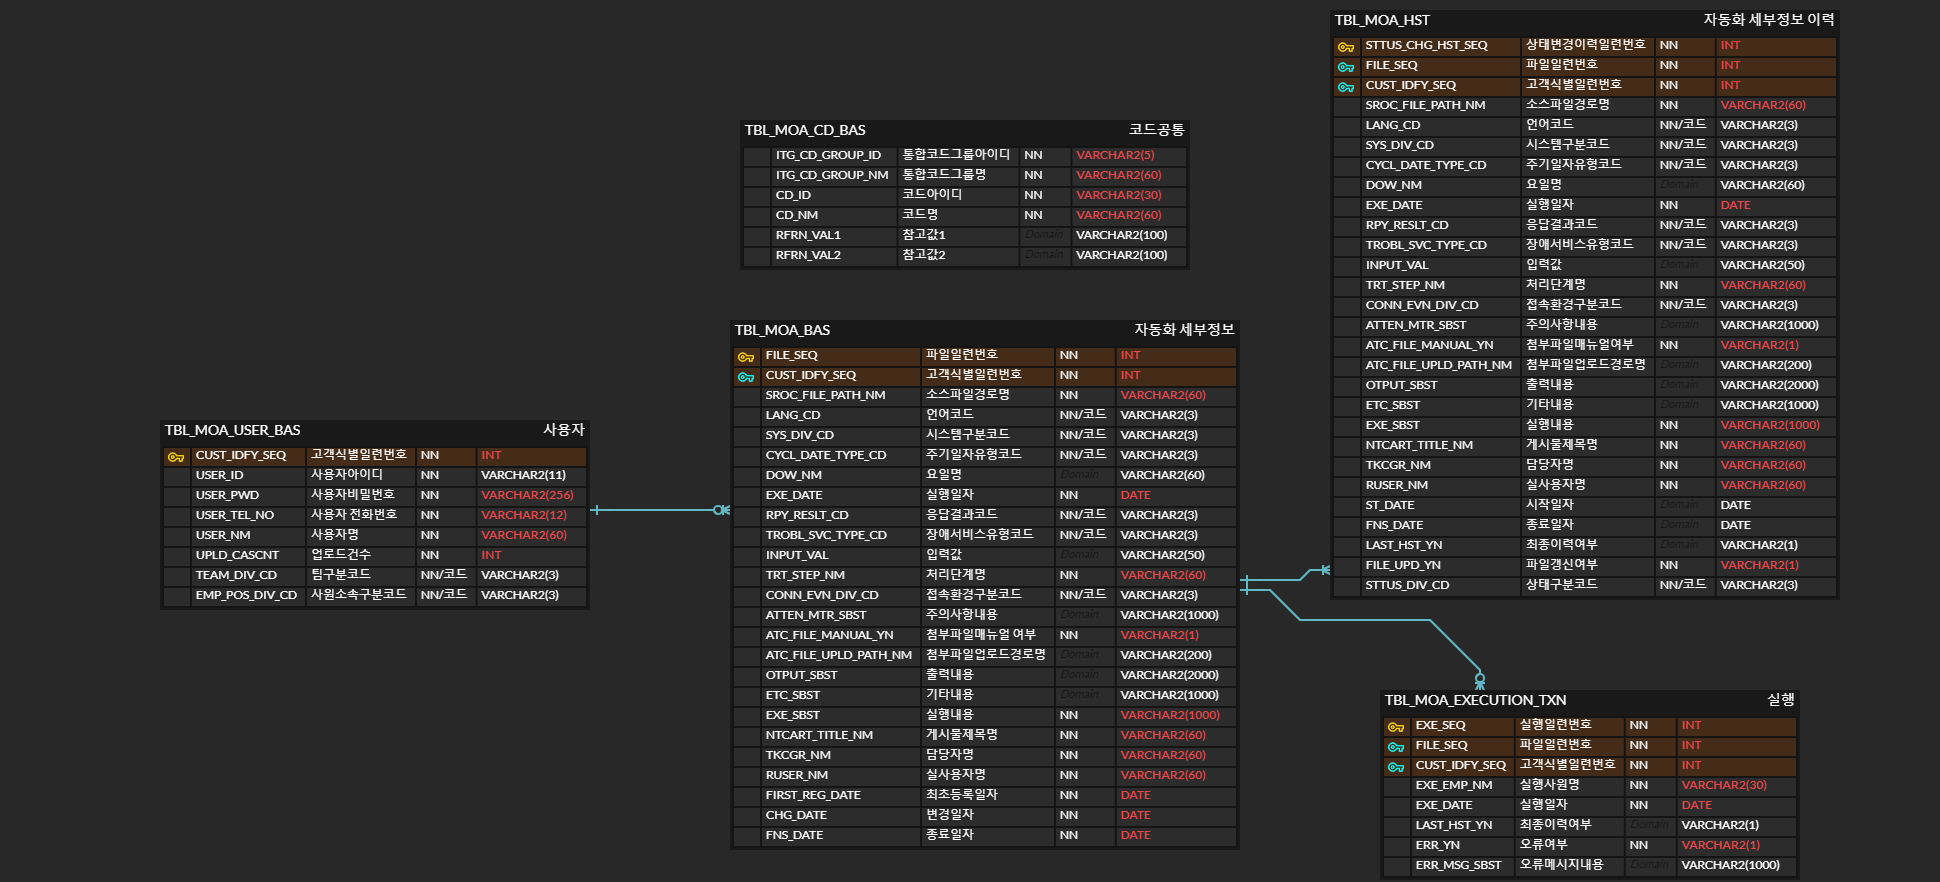 TBL_MOA_HST 자동화 세부정보 이력
STTUS_CHG_HST_SEQ 상태변경이력일련번호 NN INT
FILE_SEQ 파일일련번호 NN INT
CUST_IDFY_SEQ 고객식별일련번호 NN INT
SROC_FILE_PATH_NM 소스파일경로명 NN VARCHAR2(60)
LANG_CD 언어코드 NN/코드 VARCHAR2(3)
SYS_DIV_CD 시스템구분코드 NN/코드 VARCHAR2(3)
CYCL_DATE_TYPE_CD 주기일자유형코드 NN/코드 VARCHAR2(3)
DOW_NM 요일명 Domain VARCHAR2(60)
EXE_DATE 실행일자 NN DATE
RPY_RESLT_CD 응답결과코드 NN/코드 VARCHAR2(3)
TROBL_SVC_TYPE_CD 장애서비스유형코드 NN/코드 VARCHAR2(3)
INPUT_VAL 입력값 Domain VARCHAR2(50)
TRT_STEP_NM 처리단계명 NN VARCHAR2(60)
CONN_EVN_DIV_CD 접속환경구분코드 NN/코드 VARCHAR2(3)
ATTEN_MTR_SBST 주의사항내용 Domain VARCHAR2(1000)
ATC_FILE_MANUAL_YN 첨부파일매뉴얼여부 NN VARCHAR2(1)
ATC_FILE_UPLD_PATH_NM 첨부파일업로드경로명 Domain VARCHAR2(200)
OTPUT_SBST 출력내용 Domain VARCHAR2(2000)
ETC_SBST 기타내용 Domain VARCHAR2(1000)
EXE_SBST 실행내용 NN VARCHAR2(1000)
NTCART_TITLE_NM 게시물제목명 NN VARCHAR2(60)
TKCGR_NM 담당자명 NN VARCHAR2(60)
RUSER_NM 실사용자명 NN VARCHAR2(60)
ST_DATE 시작일자 Domain DATE
FNS_DATE 종료일자 Domain DATE
LAST_HST_YN 최종이력여부 Domain VARCHAR2(1)
FILE_UPD_YN 파일갱신여부 NN VARCHAR2(1)
STTUS_DIV_CD 상태구분코드 NN/코드 VARCHAR2(3)
TBL_MOA_CD_BAS 코드공통
ITG_CD_GROUP_ID 통합코드그룹아이디 NN VARCHAR2(5)
ITG_CD_GROUP_NM 통합코드그룹명 NN VARCHAR2(60)
CD_ID 코드아이디 NN VARCHAR2(30)
CD_NM 코드명 NN VARCHAR2(60)
RFRN_VAL1 참고값1 Domain VARCHAR2(100)
RFRN_VAL2 참고값2 Domain VARCHAR2(100)
TBL_MOA_BAS 자동화 세부정보
FILE_SEQ 파일일련번호 NN INT
CUST_IDFY_SEQ 고객식별일련번호 NN INT
SROC_FILE_PATH_NM 소스파일경로명 NN VARCHAR2(60)
LANG_CD 언어코드 NN/코드 VARCHAR2(3)
SYS_DIV_CD 시스템구분코드 NN/코드 VARCHAR2(3)
CYCL_DATE_TYPE_CD 주기일자유형코드 NN/코드 VARCHAR2(3)
DOW_NM 요일명 Domain VARCHAR2(60)
EXE_DATE 실행일자 NN DATE
RPY_RESLT_CD 응답결과코드 NN/코드 VARCHAR2(3)
TROBL_SVC_TYPE_CD 장애서비스유형코드 NN/코드 VARCHAR2(3)
INPUT_VAL 입력값 Domain VARCHAR2(50)
TRT_STEP_NM 처리단계명 NN VARCHAR2(60)
CONN_EVN_DIV_CD 접속환경구분코드 NN/코드 VARCHAR2(3)
ATTEN_MTR_SBST 주의사항내용 Domain VARCHAR2(1000)
ATC_FILE_MANUAL_YN 첨부파일매뉴얼 여부 NN VARCHAR2(1)
ATC_FILE_UPLD_PATH_NM 첨부파일업로드경로명 Domain VARCHAR2(200)
OTPUT_SBST 출력내용 Domain VARCHAR2(2000)
ETC_SBST 기타내용 Domain VARCHAR2(1000)
EXE_SBST 실행내용 NN VARCHAR2(1000)
NTCART_TITLE_NM 게시물제목명 NN VARCHAR2(60)
TKCGR_NM 담당자명 NN VARCHAR2(60)
RUSER_NM 실사용자명 NN VARCHAR2(60)
FIRST_REG_DATE 최초등록일자 NN DATE
CHG_DATE 변경일자 NN DATE
FNS_DATE 종료일자 NN DATE
TBL_MOA_USER_BAS 사용자
CUST_IDFY_SEQ 고객식별일련번호 NN INT
USER_ID 사용자아이디 NN VARCHAR2(11)
USER_PWD 사용자비밀번호 NN VARCHAR2(256)
USER_TEL_NO 사용자 전화번호 NN VARCHAR2(12)
USER_NM 사용자명 NN VARCHAR2(60)
UPLD_CASCNT 업로드건수 NN INT
TEAM_DIV_CD 팀구분코드 NN/코드 VARCHAR2(3)
EMP_POS_DIV_CD 사원소속구분코드 NN/코드 VARCHAR2(3)
TBL_MOA_EXECUTION_TXN 실행
EXE_SEQ 실행일련번호 NN INT
FILE_SEQ 파일일련번호 NN INT
CUST_IDFY_SEQ 고객식별일련번호 NN INT
EXE_EMP_NM 실행사원명 NN VARCHAR2(30)
EXE_DATE 실행일자 NN DATE
LAST_HST_YN 최종이력여부 Domain VARCHAR2(1)
ERR_YN 오류여부 NN VARCHAR2(1)
ERR_MSG_SBST 오류메시지내용 Domain VARCHAR2(1000)